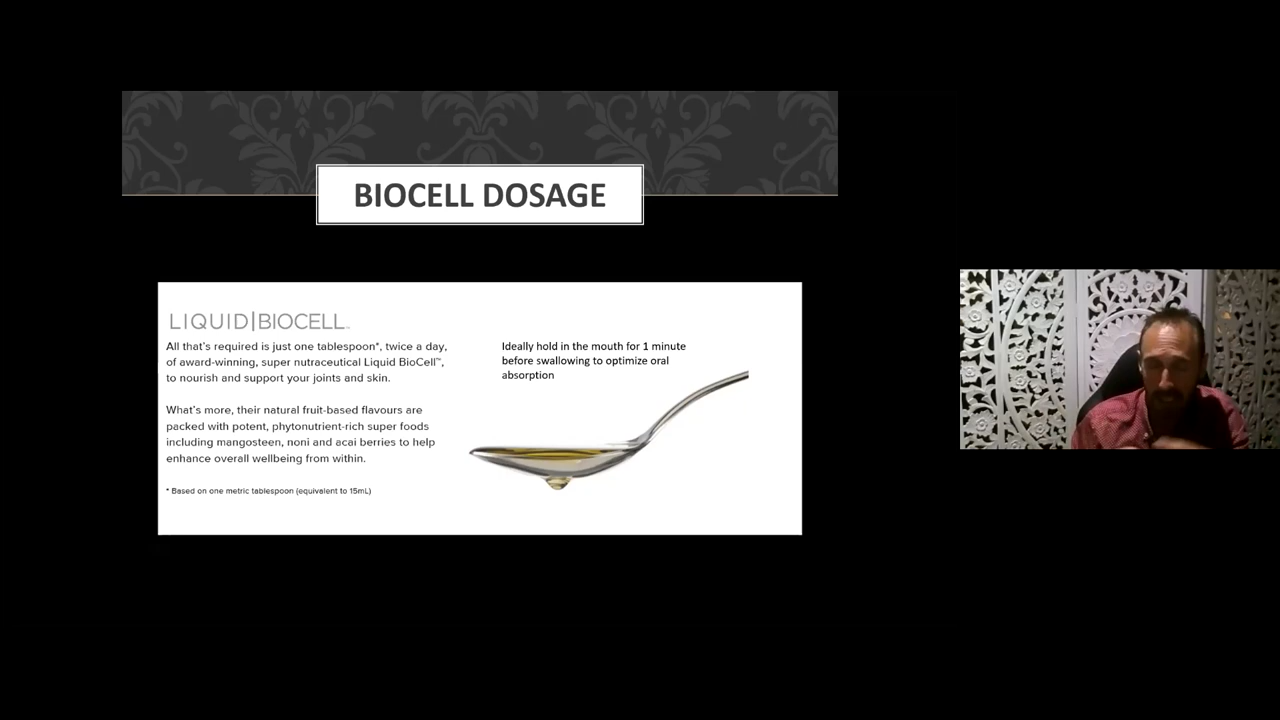 BIOCELL DOSAGE
LIQUID|BIOCELL™
All that's required is just one tablespoon*, twice a day,
of award-winning, super nutraceutical Liquid BioCell™,
to nourish and support your joints and skin.
What's more, their natural fruit-based flavours are
packed with potent, phytonutrient-rich super foods
including mangosteen, noni and acai berries to help
enhance overall wellbeing from within.
* Based on one metric tablespoon (equivalent to 15mL)
Ideally hold in the mouth for 1 minute
before swallowing to optimize oral
absorption